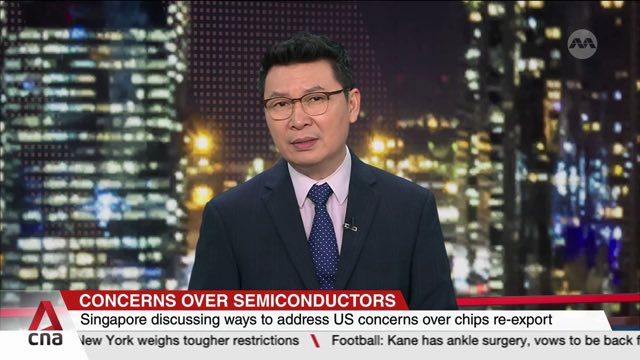 CONCERNS OVER SEMICONDUCTORS
Singapore discussing ways to address US concerns over chips re-export
cna
New York weighs tougher restrictions \ Football: Kane has ankle surgery, vows to be back i